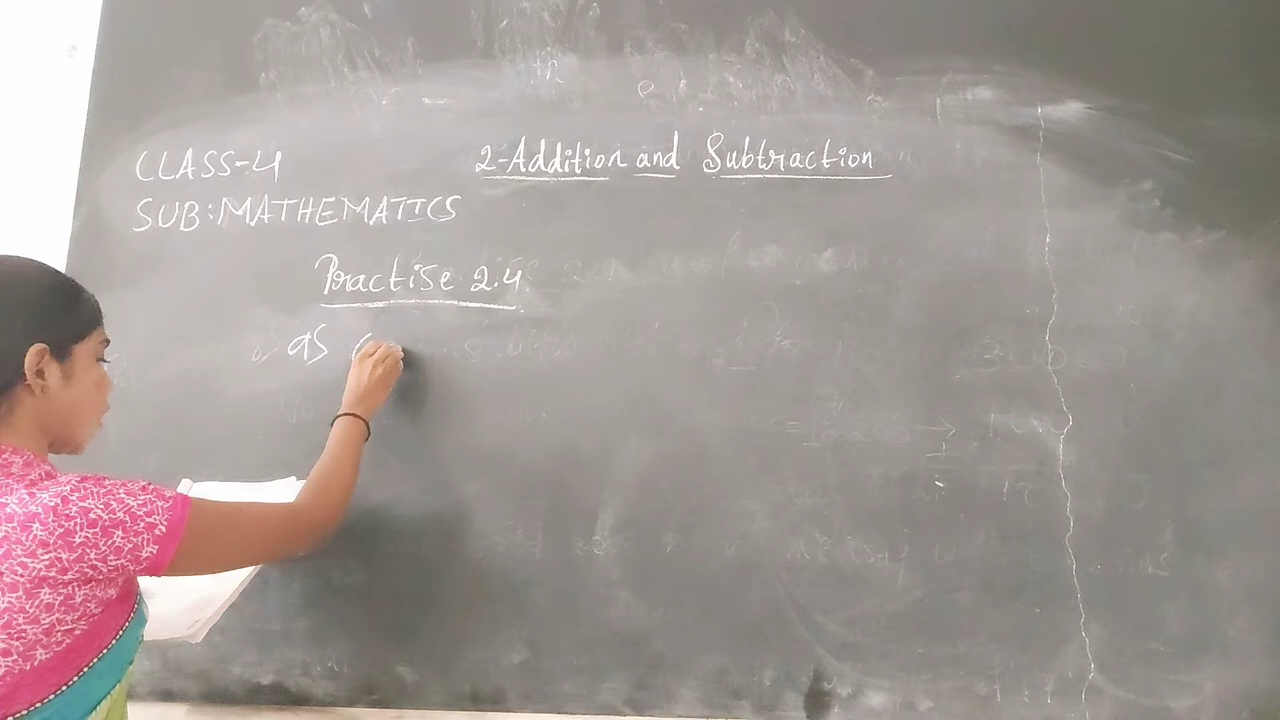 CLASS-4
2-Addition and Subtraction
SUB:MATHEMATICS
Practise 2.4
as